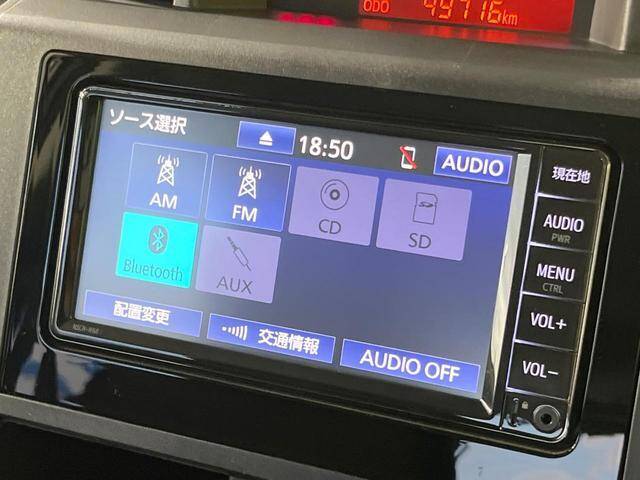 ODO 49716km
ソース選択
18:50
AUDIO
AM
FM
CD
SD
Bluetooth
AUX
配置変更
交通情報
AUDIO OFF
現在地
AUDIO
PWR
MENU
CTRL
VOL+
VOL-